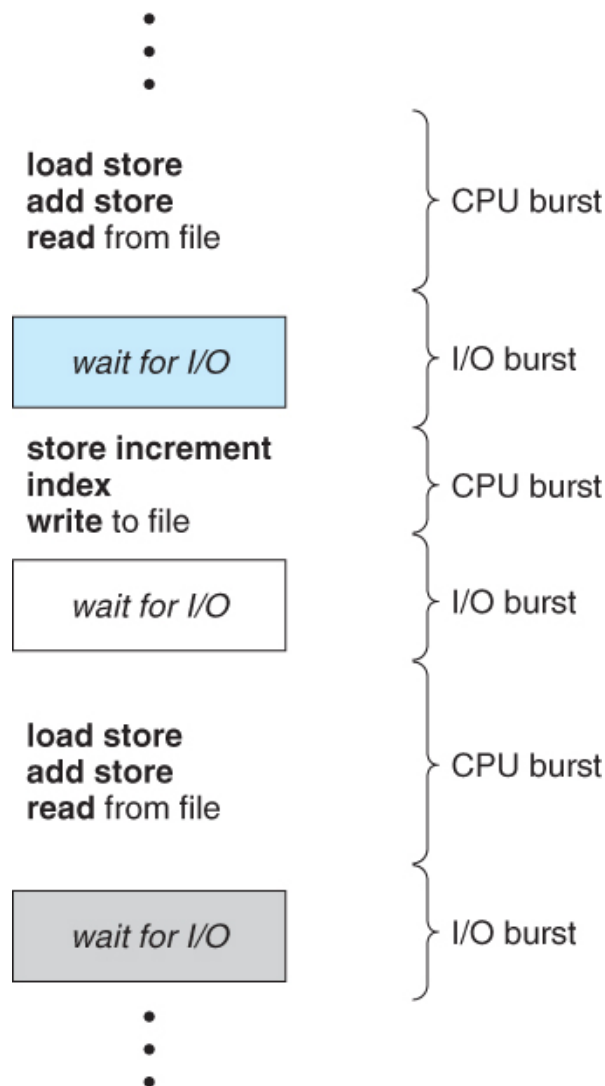 load store
add store
read from file
CPU burst
wait for I/O
I/O burst
store increment
index
write to file
CPU burst
wait for I/O
I/O burst
load store
add store
read from file
CPU burst
wait for I/O
I/O burst